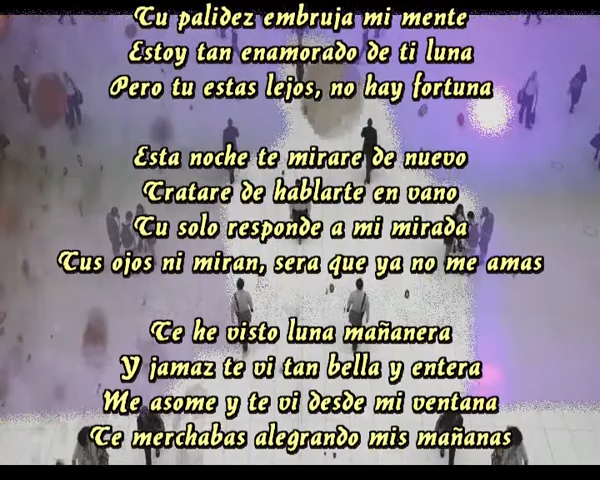 Tu palidez embruja mi mente
Estoy tan enamorado de ti luna
Pero tu estas lejos, no hay fortuna
Esta noche te mirare de nuevo
Tratare de hablarte en vano
Tu solo responde a mi mirada
Tus ojos ni miran, sera que ya no me amas
Te he visto luna mañanera
Y jamaz te vi tan bella y entera
Me asome y te vi desde mi ventana
Te merchabas alegrando mis mañanas